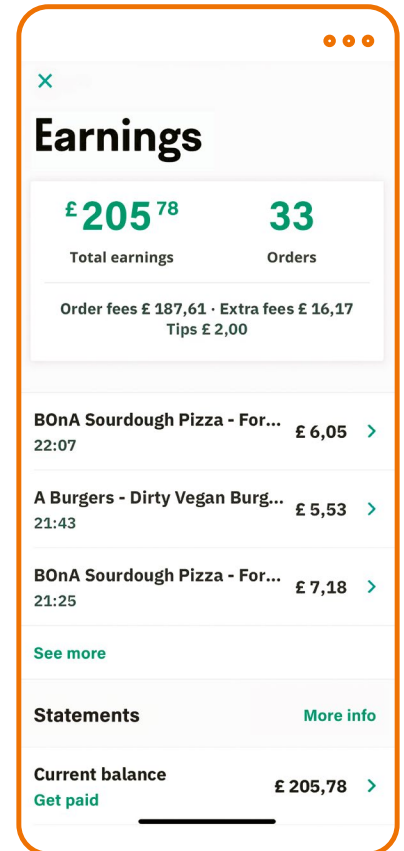 Earnings
£205 78
33
Total earnings
Orders
Order fees £ 187,61 · Extra fees £ 16,17
Tips £ 2,00
BOnA Sourdough Pizza - For... £ 6,05
22:07
A Burgers - Dirty Vegan Burg... £ 5,53
21:43
BOnA Sourdough Pizza - For... £ 7,18
21:25
See more
Statements More info
Current balance £ 205,78
Get paid